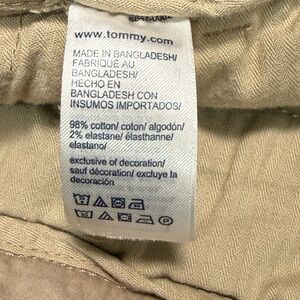 www.tommy.com
MADE IN BANGLADESH/
FABRIQUÉ AU
BANGLADESH/
HECHO EN
BANGLADESH CON
INSUMOS IMPORTADOS/
98% cotton/ coton/ algodón/
2% elastane/ élasthanne/
elastano/
exclusive of decoration/
sauf décoration/ excluye la
decoración